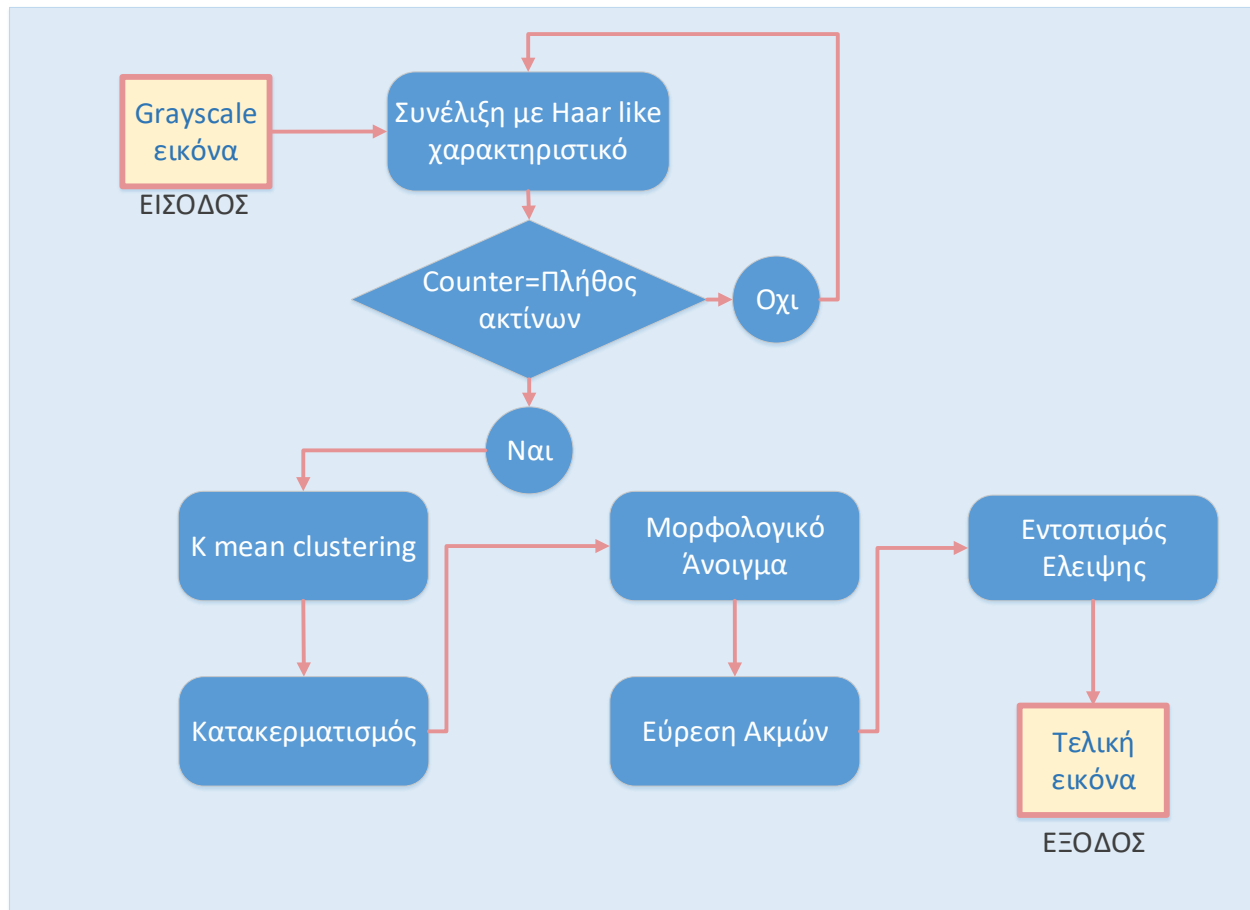 Grayscale
εικόνα
ΕΙΣΟΔΟΣ
Συνέλιξη με Haar like
χαρακτηριστικό
Counter=Πλήθος
ακτίνων
Οχι
Ναι
K mean clustering
Κατακερματισμός
Μορφολογικό
Άνοιγμα
Εύρεση Ακμών
Εντοπισμός
Ελειψης
Τελική
εικόνα
ΕΞΟΔΟΣ